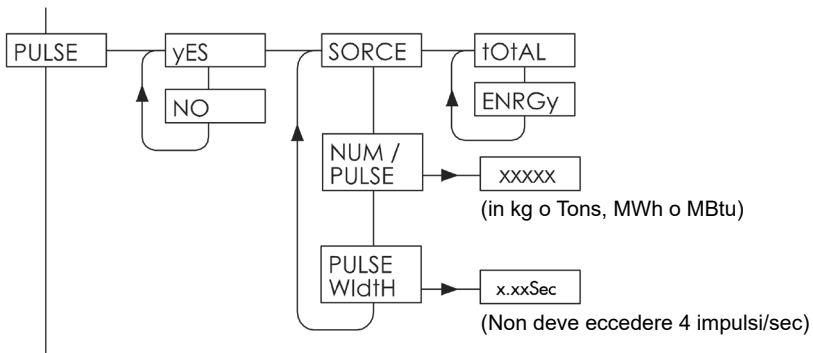 PULSE
yES
NO
SORCE
tOtAL
ENRGy
NUM /
PULSE
xxxxx
(in kg o Tons, MWh o MBtu)
PULSE
WIdtH
x.xxSec
(Non deve eccedere 4 impulsi/sec)